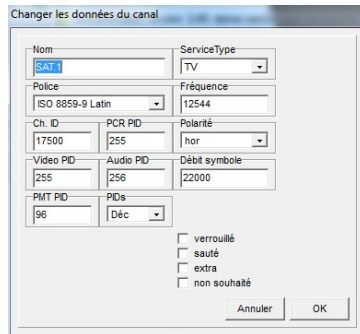 Changer les données du canal
Nom ServiceType
SAT.1 TV
Police Fréquence
ISO 8859-9 Latin 12544
Ch. ID PCR PID Polarité
17500 255 hor
Video PID Audio PID Débit symbole
255 256 22000
PMT PID PIDs
96 Déc
verrouillé
sauté
extra
non souhaité
Annuler OK